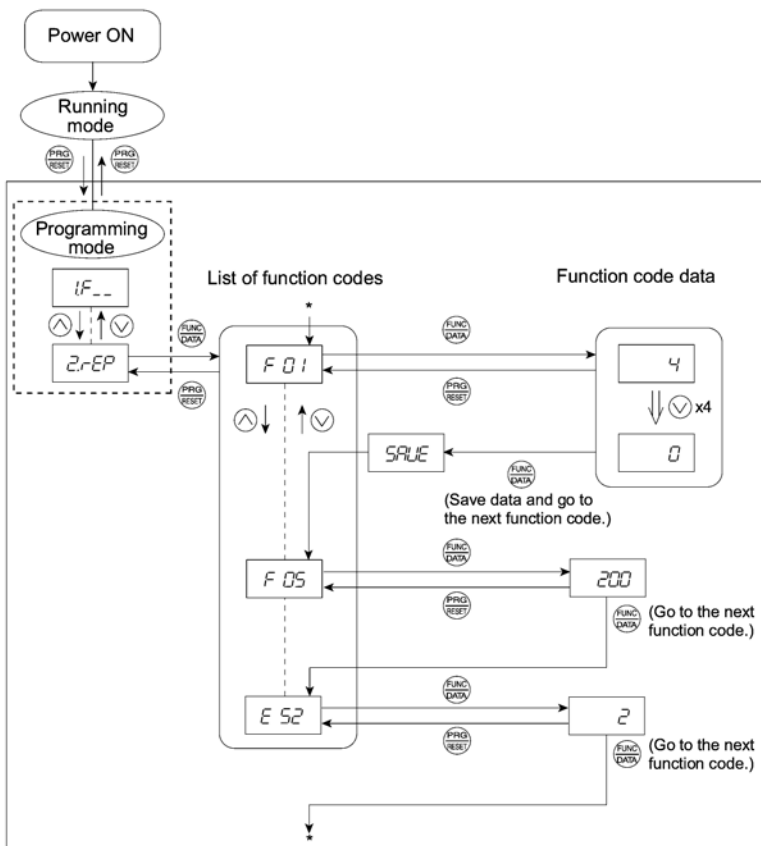 Power ON
Running
mode
PRG
RESET
PRG
RESET
Programming
mode
List of function codes
Function code data
1.F__
*
FUNC
DATA
FUNC
DATA
2.rEP
F 01
4
PRG
RESET
PRG
RESET
x4
SAVE
0
FUNC
DATA
(Save data and go to
the next function code.)
FUNC
DATA
F 05
200
PRG
RESET
FUNC
DATA
(Go to the next
function code.)
FUNC
DATA
E 52
2
PRG
RESET
FUNC
DATA
(Go to the next
function code.)
*